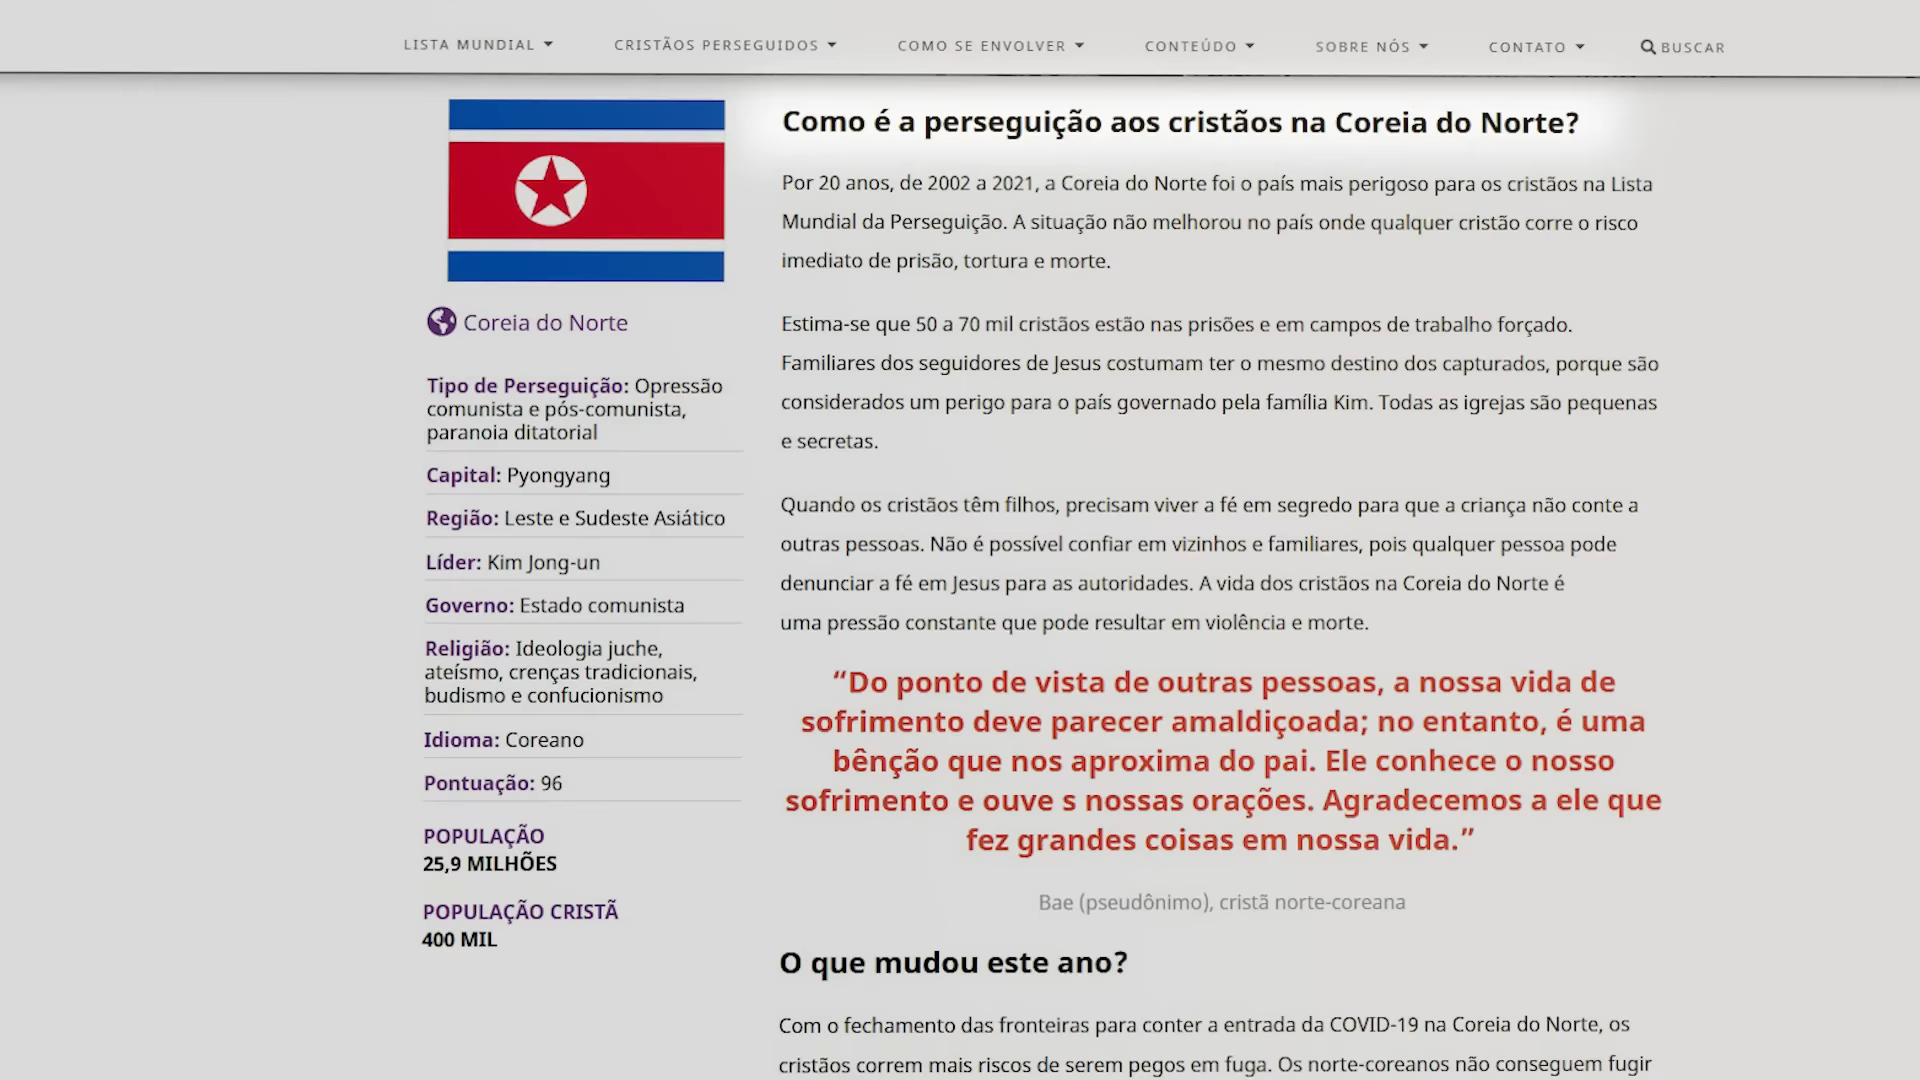 LISTA MUNDIAL
CRISTÃOS PERSEGUIDOS
COMO SE ENVOLVER
CONTEÚDO
SOBRE NÓS
CONTATO
BUSCAR
Coreia do Norte
Tipo de Perseguição: Opressão
comunista e pós-comunista,
paranoia ditatorial
Capital: Pyongyang
Região: Leste e Sudeste Asiático
Líder: Kim Jong-un
Governo: Estado comunista
Religião: Ideologia juche,
ateísmo, crenças tradicionais,
budismo e confucionismo
Idioma: Coreano
Pontuação: 96
POPULAÇÃO
25,9 MILHÕES
POPULAÇÃO CRISTÃ
400 MIL
Como é a perseguição aos cristãos na Coreia do Norte?
Por 20 anos, de 2002 a 2021, a Coreia do Norte foi o país mais perigoso para os cristãos na Lista
Mundial da Perseguição. A situação não melhorou no país onde qualquer cristão corre o risco
imediato de prisão, tortura e morte.
Estima-se que 50 a 70 mil cristãos estão nas prisões e em campos de trabalho forçado.
Familiares dos seguidores de Jesus costumam ter o mesmo destino dos capturados, porque são
considerados um perigo para o país governado pela família Kim. Todas as igrejas são pequenas
e secretas.
Quando os cristãos têm filhos, precisam viver a fé em segredo para que a criança não conte a
outras pessoas. Não é possível confiar em vizinhos e familiares, pois qualquer pessoa pode
denunciar a fé em Jesus para as autoridades. A vida dos cristãos na Coreia do Norte é
uma pressão constante que pode resultar em violência e morte.
“Do ponto de vista de outras pessoas, a nossa vida de
sofrimento deve parecer amaldiçoada; no entanto, é uma
bênção que nos aproxima do pai. Ele conhece o nosso
sofrimento e ouve s nossas orações. Agradecemos a ele que
fez grandes coisas em nossa vida.”
Bae (pseudônimo), cristã norte-coreana
O que mudou este ano?
Com o fechamento das fronteiras para conter a entrada da COVID-19 na Coreia do Norte, os
cristãos correm mais riscos de serem pegos em fuga. Os norte-coreanos não conseguem fugir